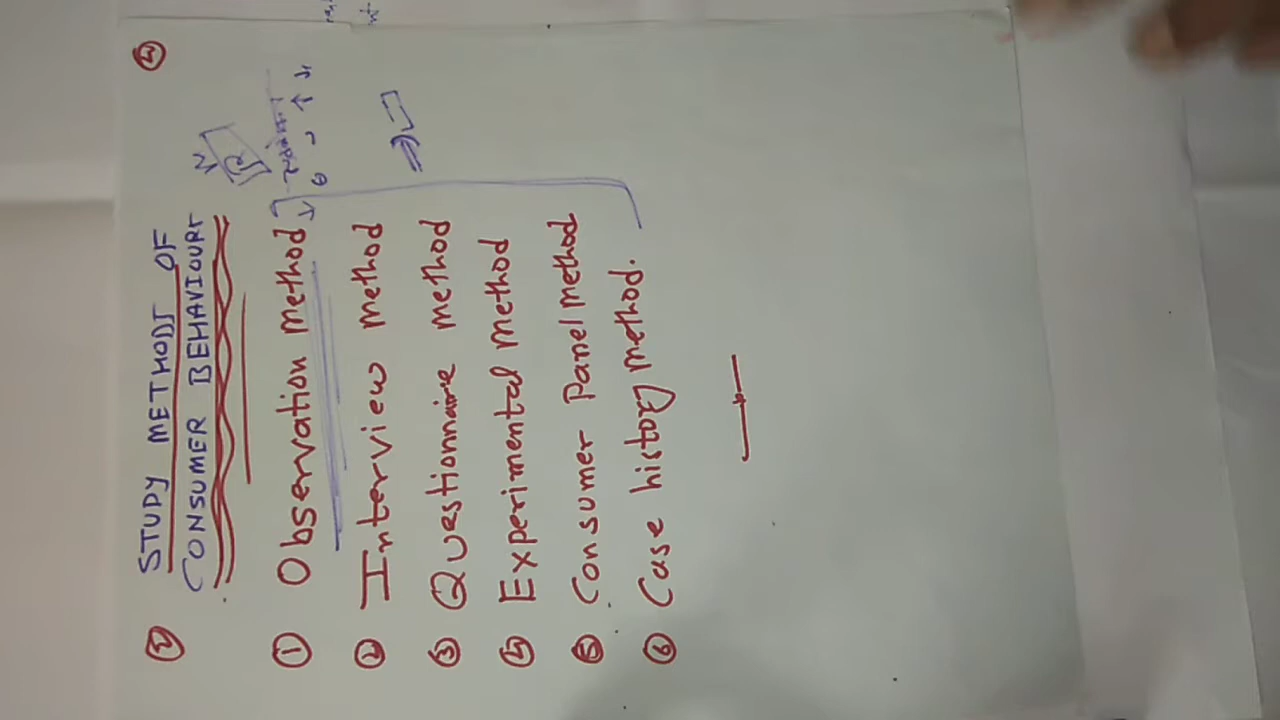 STUDY METHODS OF
CONSUMER BEHAVIOUR
① Observation Method
② Interview Method
③ Questionnaire Method
④ Experimental Method
⑤ Consumer Panel Method
⑥ Case history Method.